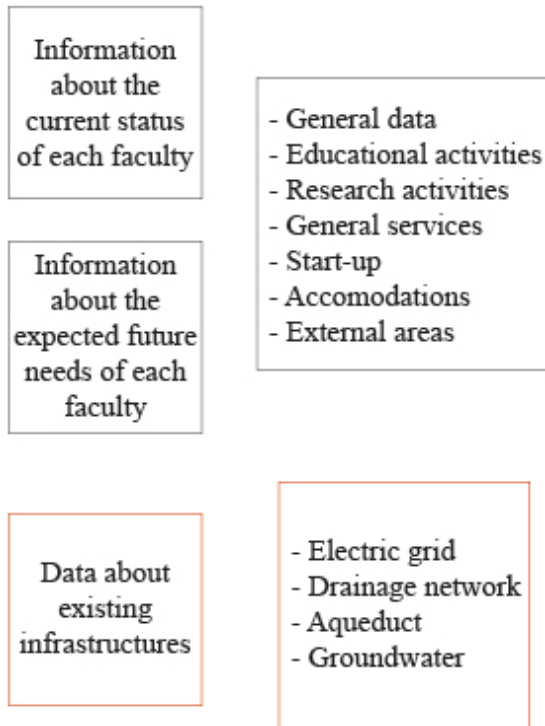 Information
about the
current status
of each faculty
- General data
- Educational activities
- Research activities
- General services
- Start-up
- Accomodations
- External areas
Information
about the
expected future
needs of each
faculty
Data about
existing
infrastructures
- Electric grid
- Drainage network
- Aqueduct
- Groundwater